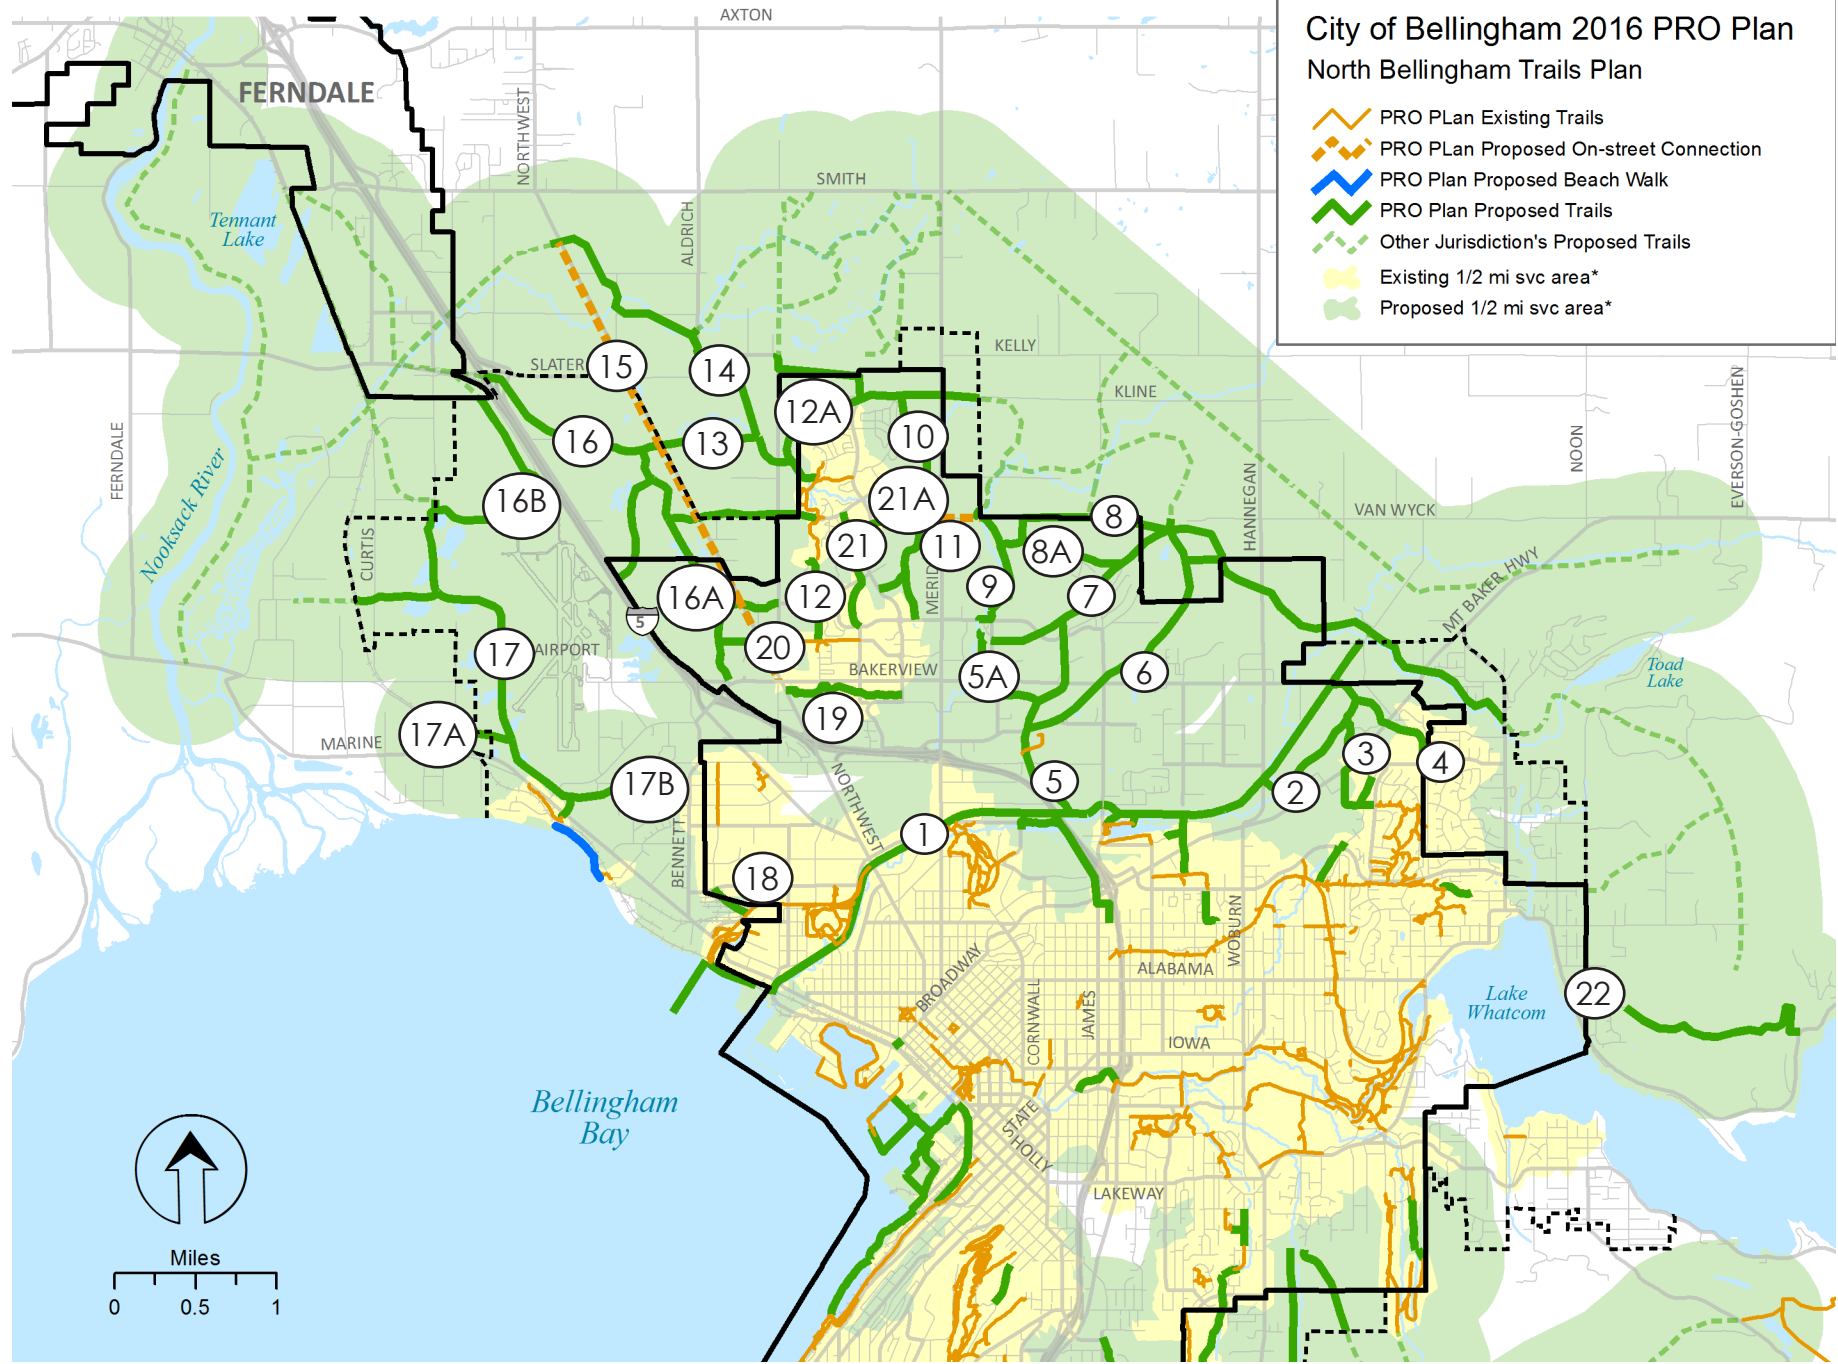 City of Bellingham 2016 PRO Plan
North Bellingham Trails Plan
PRO PLan Existing Trails
PRO PLan Proposed On-street Connection
PRO Plan Proposed Beach Walk
PRO Plan Proposed Trails
Other Jurisdiction's Proposed Trails
Existing 1/2 mi svc area*
Proposed 1/2 mi svc area*
AXTON
FERNDALE
NORTHWEST
SMITH
ALDRICH
Tennant
Lake
KELLY
SLATER
15
14
KLINE
12A
EVERSON-GOSHEN
FERNDALE
16
13
10
NOON
Nooksack River
HANNEGAN
16B
21A
8
VAN WYCK
CURTIS
21
11
8A
MT BAKER HWY
16A
12
MERID
9
7
5
17
AIRPORT
20
BAKERVIEW
5A
6
Toad
Lake
17A
MARINE
19
3
4
17B
NORTHWEST
5
2
1
BENNETT
18
WOBURN
BROADWAY
ALABAMA
CORNWALL
JAMES
Lake
Whatcom
22
IOWA
Bellingham
Bay
STATE
HOLLY
LAKEWAY
Miles
0 0.5 1